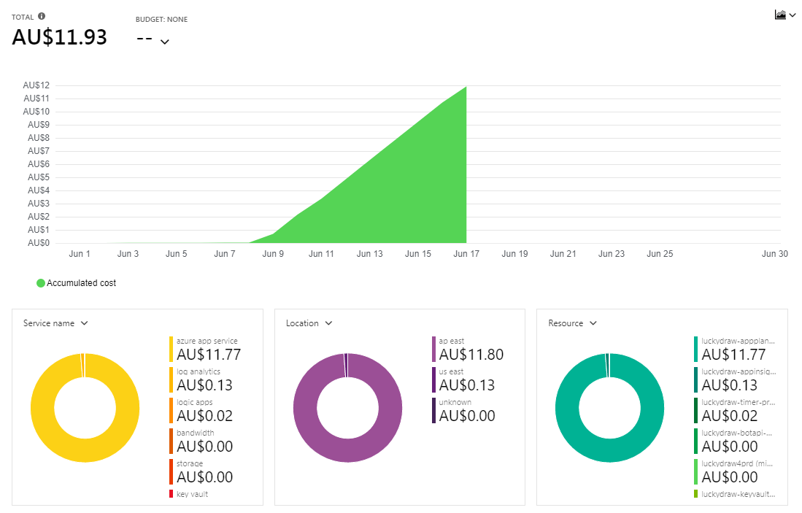 TOTAL
BUDGET: NONE
AU$11.93
--
AU$12
AU$11
AU$10
AU$9
AU$8
AU$7
AU$6
AU$5
AU$4
AU$3
AU$2
AU$1
AU$0
Jun 1 Jun 3 Jun 5 Jun 7 Jun 9 Jun 11 Jun 13 Jun 15 Jun 17 Jun 19 Jun 21 Jun 23 Jun 25 Jun 30
Accumulated cost
Service name
azure app service
AU$11.77
log analytics
AU$0.13
logic apps
AU$0.02
bandwidth
AU$0.00
storage
AU$0.00
key vault
Location
ap east
AU$11.80
us east
AU$0.13
unknown
AU$0.00
Resource
luckydraw-appplan...
AU$11.77
luckydraw-appinsig...
AU$0.13
luckydraw-timer-pr...
AU$0.02
luckydraw-botapi-...
AU$0.00
luckydraw4prd (mi...
AU$0.00
luckydraw-keyvault...